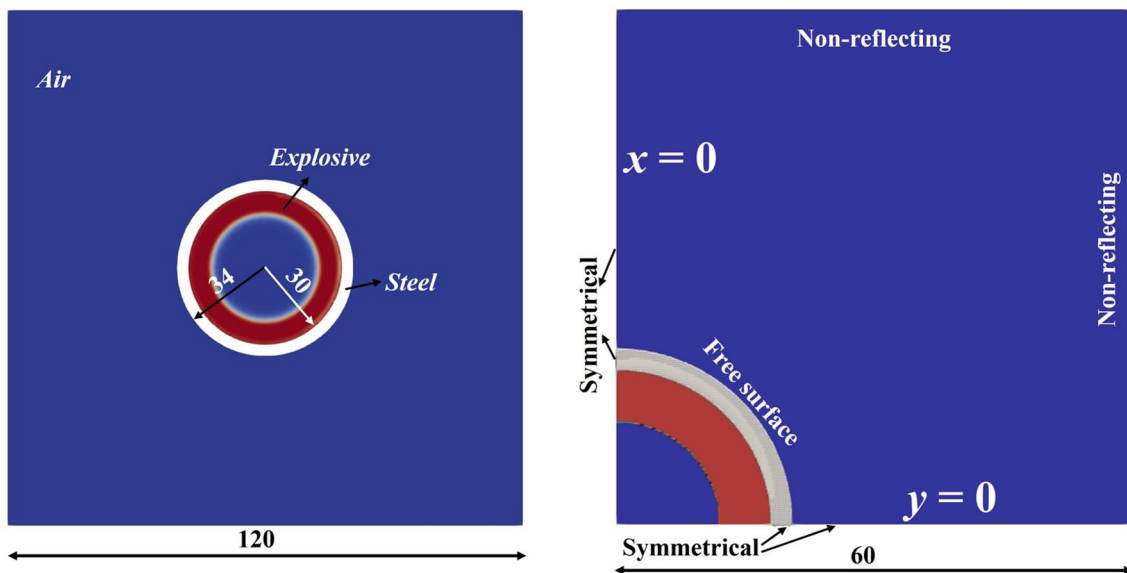 Air
Explosive
34
30
Steel
120
Non-reflecting
x = 0
Non-reflecting
Symmetrical
Free surface
y = 0
Symmetrical
60